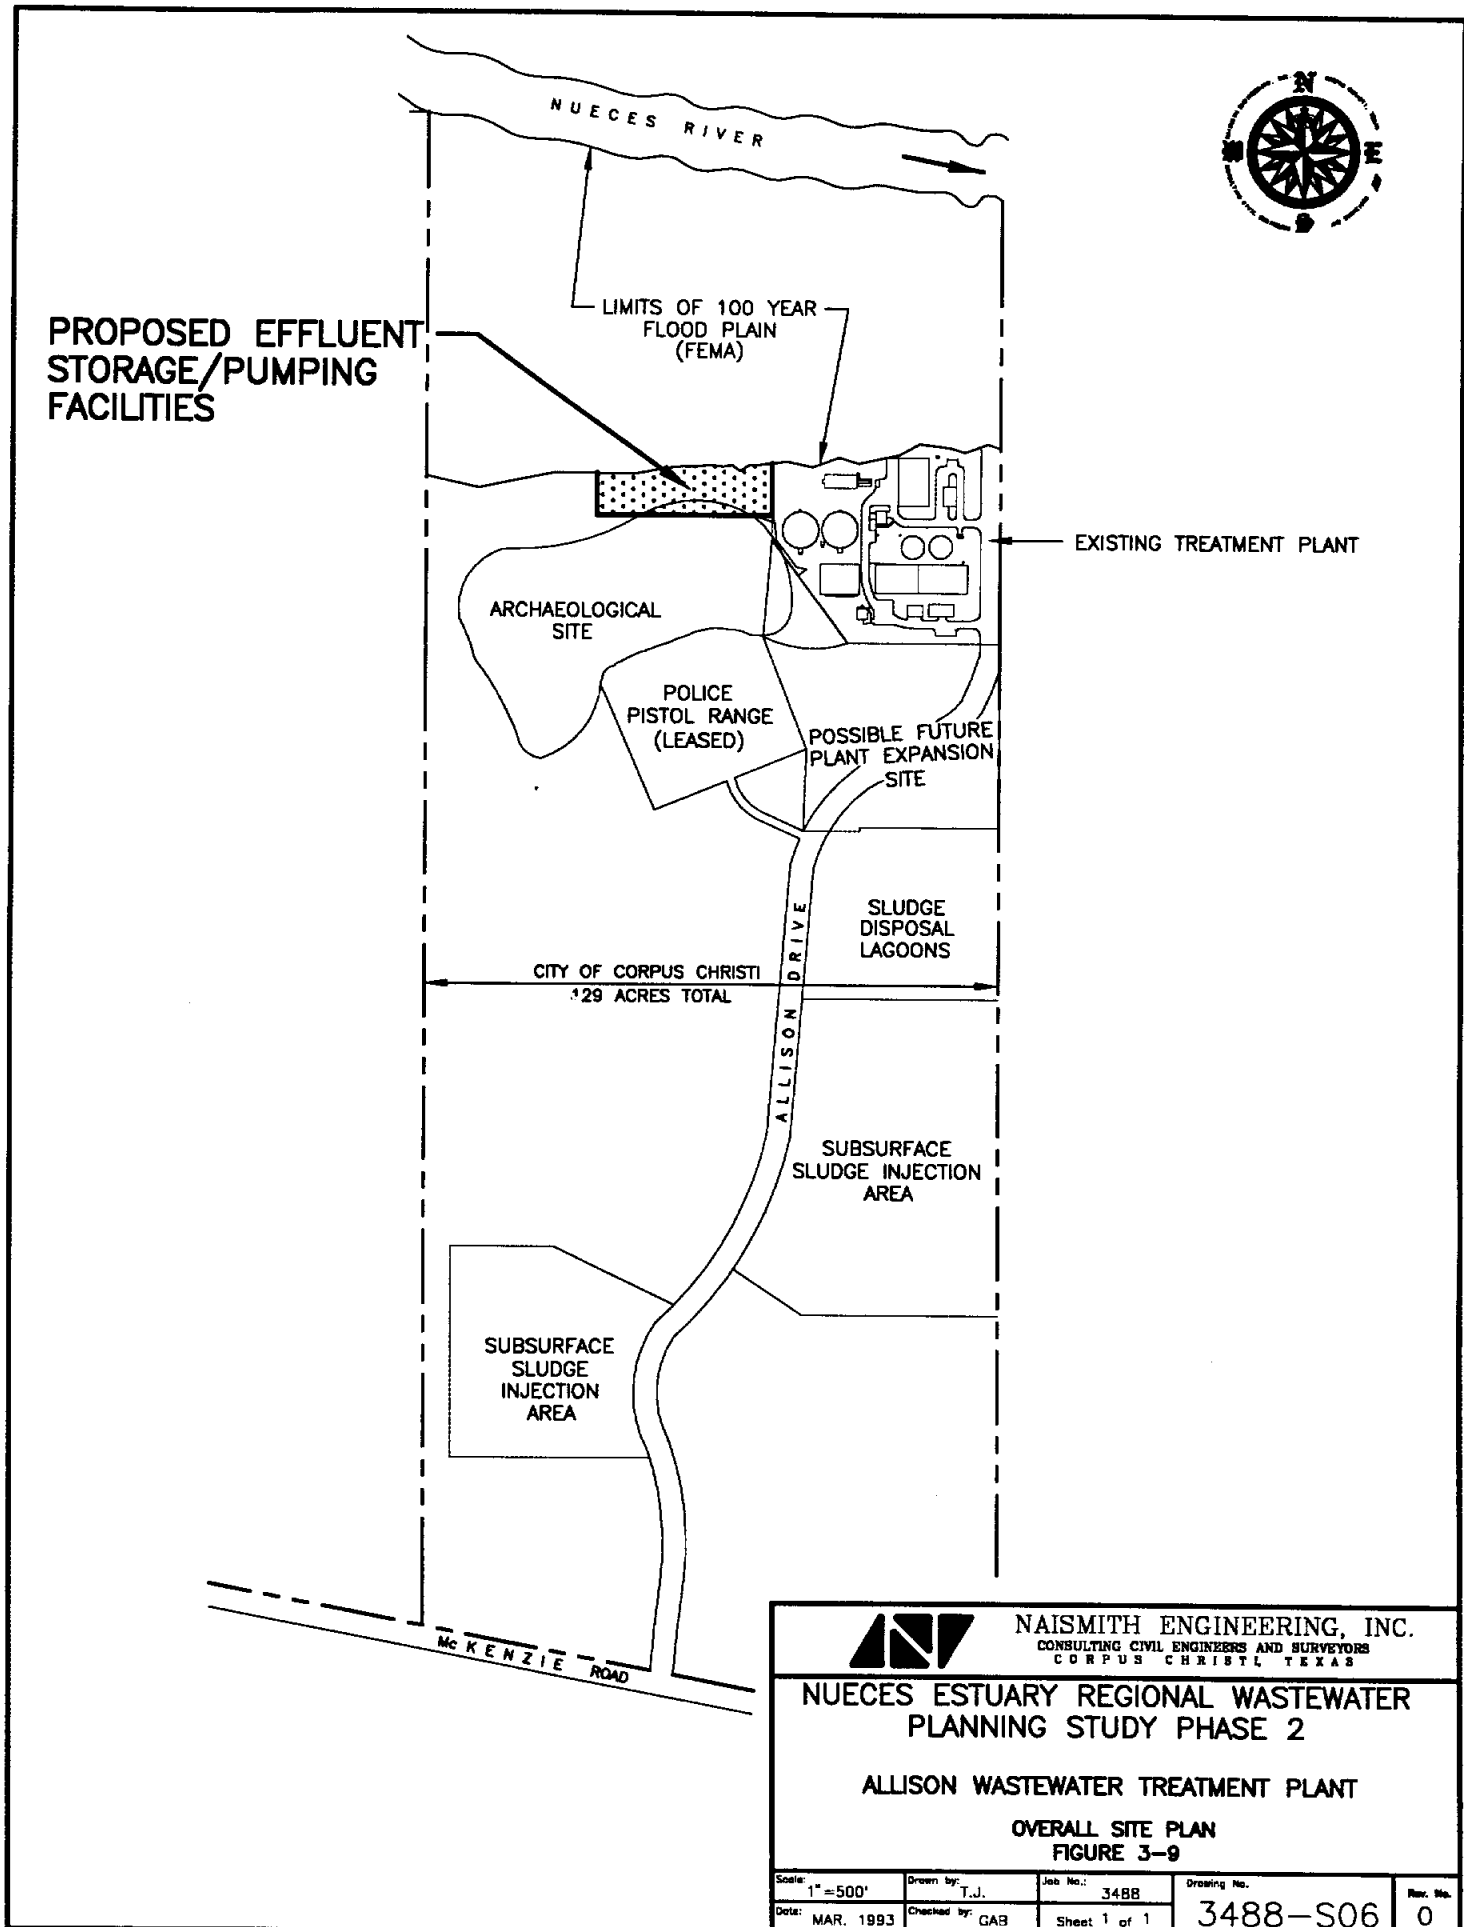 NUECES RIVER
N
E
S
LIMITS OF 100 YEAR
FLOOD PLAIN
(FEMA)
PROPOSED EFFLUENT
STORAGE/PUMPING
FACILITIES
EXISTING TREATMENT PLANT
ARCHAEOLOGICAL
SITE
POLICE
PISTOL RANGE
(LEASED)
POSSIBLE FUTURE
PLANT EXPANSION
SITE
SLUDGE
DISPOSAL
LAGOONS
CITY OF CORPUS CHRISTI
129 ACRES TOTAL
ALLISON DRIVE
SUBSURFACE
SLUDGE INJECTION
AREA
SUBSURFACE
SLUDGE
INJECTION
AREA
McKENZIE ROAD
NAISMITH ENGINEERING, INC.
CONSULTING CIVIL ENGINEERS AND SURVEYORS
CORPUS CHRISTI, TEXAS
NUECES ESTUARY REGIONAL WASTEWATER
PLANNING STUDY PHASE 2
ALLISON WASTEWATER TREATMENT PLANT
OVERALL SITE PLAN
FIGURE 3-9
Scale: 1"=500'
Drawn by: T.J.
Job No.: 3488
Drawing No. 3488-S06
Rev. No. 0
Date: MAR. 1993
Checked by: GAB
Sheet 1 of 1